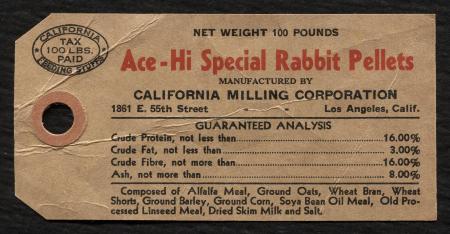 CALIFORNIA
TAX
100 LBS.
PAID
FEEDING STUFFS
NET WEIGHT 100 POUNDS
Ace-Hi Special Rabbit Pellets
MANUFACTURED BY
CALIFORNIA MILLING CORPORATION
1861 E. 55th Street - - Los Angeles, Calif.
GUARANTEED ANALYSIS
Crude Protein, not less than 16.00%
Crude Fat, not less than 3.00%
Crude Fibre, not more than 16.00%
Ash, not more than 8.00%
Composed of Alfalfa Meal, Ground Oats, Wheat Bran, Wheat
Shorts, Ground Barley, Ground Corn, Soya Bean Oil Meal, Old Pro-
cessed Linseed Meal, Dried Skim Milk and Salt.